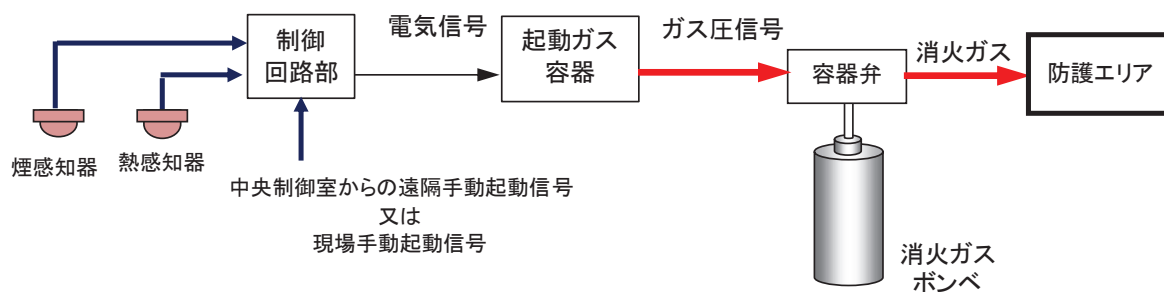 制御
回路部
電気信号
起動ガス
容器
ガス圧信号
容器弁
消火ガス
防護エリア
煙感知器
熱感知器
中央制御室からの遠隔手動起動信号
又は
現場手動起動信号
消火ガス
ボンベ